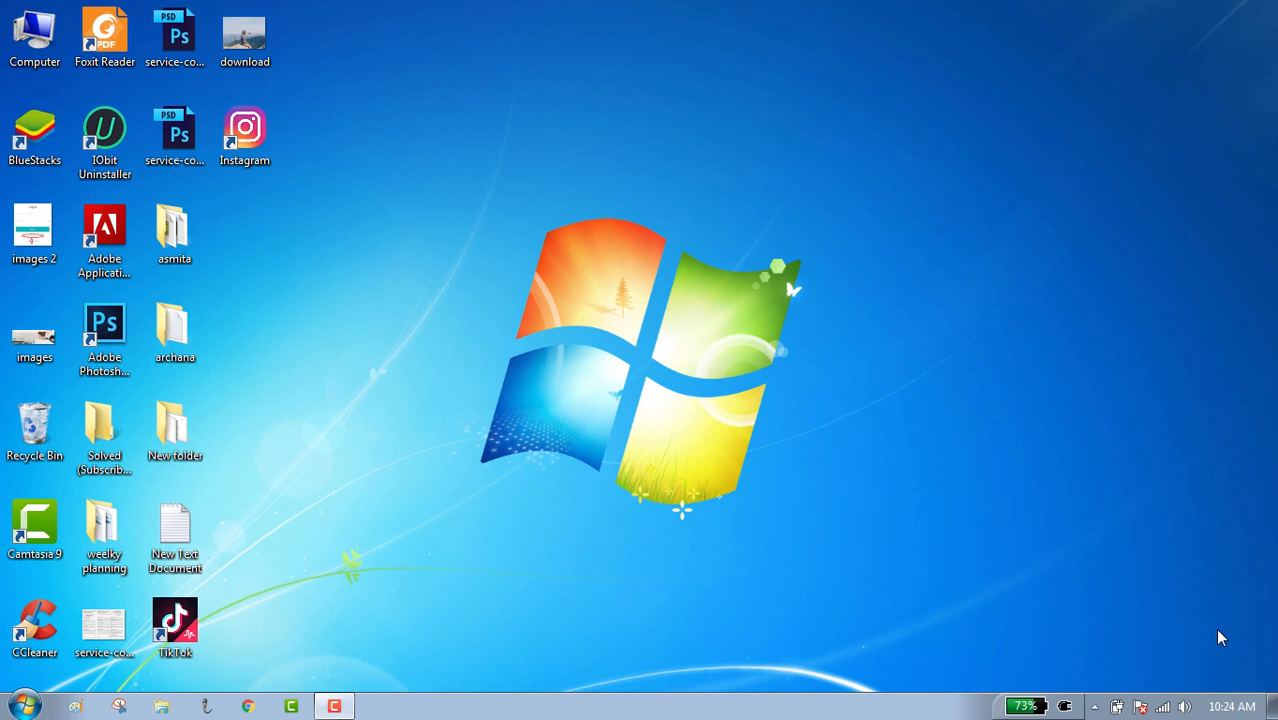 Computer
Foxit Reader
service-co...
download
BlueStacks
IObit
Uninstaller
service-co...
Instagram
images 2
Adobe
Applicati...
asmita
images
Adobe
Photosh...
archana
Recycle Bin
Solved
(Subscrib...
New folder
Camtasia 9
weelky
planning
New Text
Document
CCleaner
service-co...
TikTok
PSD
Ps
PSD
Ps
PDF
Ps
73%
10:24 AM